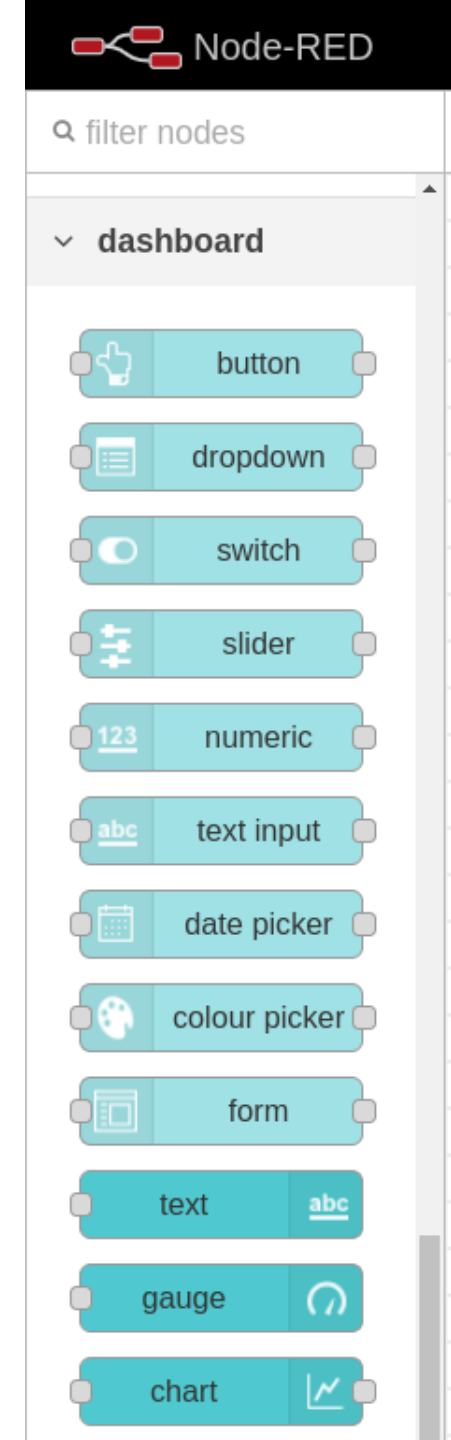 Node-RED
filter nodes
dashboard
button
dropdown
switch
slider
123 numeric
abc text input
date picker
colour picker
form
text abc
gauge
chart